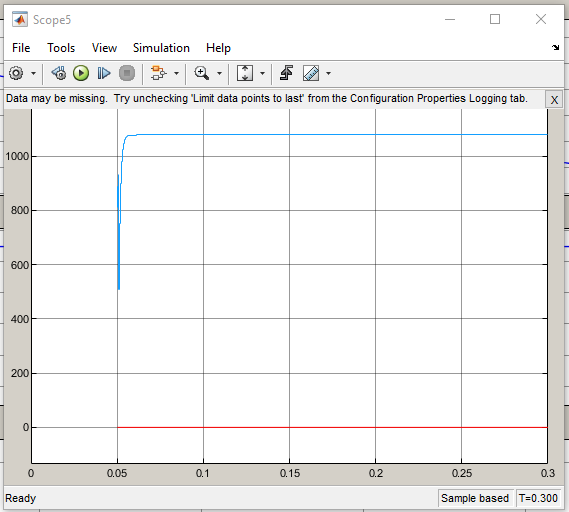 Scope5
File Tools View Simulation Help
Data may be missing. Try unchecking 'Limit data points to last' from the Configuration Properties Logging tab. X
1000
800
600
400
200
0
0 0.05 0.1 0.15 0.2 0.25 0.3
Ready Sample based T=0.300